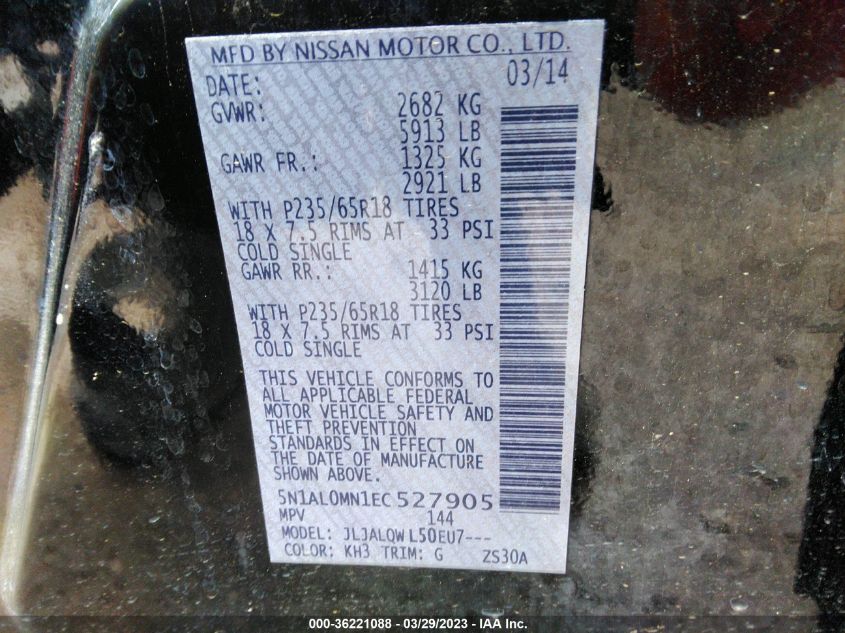 MFD BY NISSAN MOTOR CO., LTD.
DATE: 03/14
GVWR: 2682 KG
5913 LB
GAWR FR.: 1325 KG
2921 LB
WITH P235/65R18 TIRES
18 X 7.5 RIMS AT 33 PSI
COLD SINGLE
GAWR RR.: 1415 KG
3120 LB
WITH P235/65R18 TIRES
18 X 7.5 RIMS AT 33 PSI
COLD SINGLE
THIS VEHICLE CONFORMS TO
ALL APPLICABLE FEDERAL
MOTOR VEHICLE SAFETY AND
THEFT PREVENTION
STANDARDS IN EFFECT ON
THE DATE OF MANUFACTURE
SHOWN ABOVE.
5N1AL0MN1EC527905
MPV 144
MODEL: JLJALQWL50EU7---
COLOR: KH3 TRIM: G ZS30A
000-36221088 - 03/29/2023 - IAA Inc.